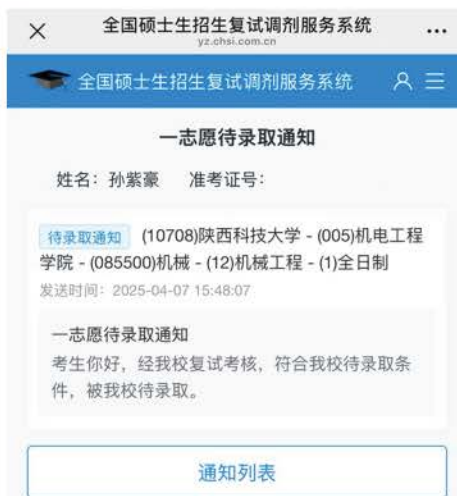 全国硕士生招生复试调剂服务系统
yz.chsi.com.cn
全国硕士生招生复试调剂服务系统
一志愿待录取通知
姓名：孙紫豪 准考证号：
待录取通知 (10708)陕西科技大学 - (005)机电工程
学院 - (085500)机械 - (12)机械工程 - (1)全日制
发送时间：2025-04-07 15:48:07
一志愿待录取通知
考生你好，经我校复试考核，符合我校待录取条
件，被我校待录取。
通知列表